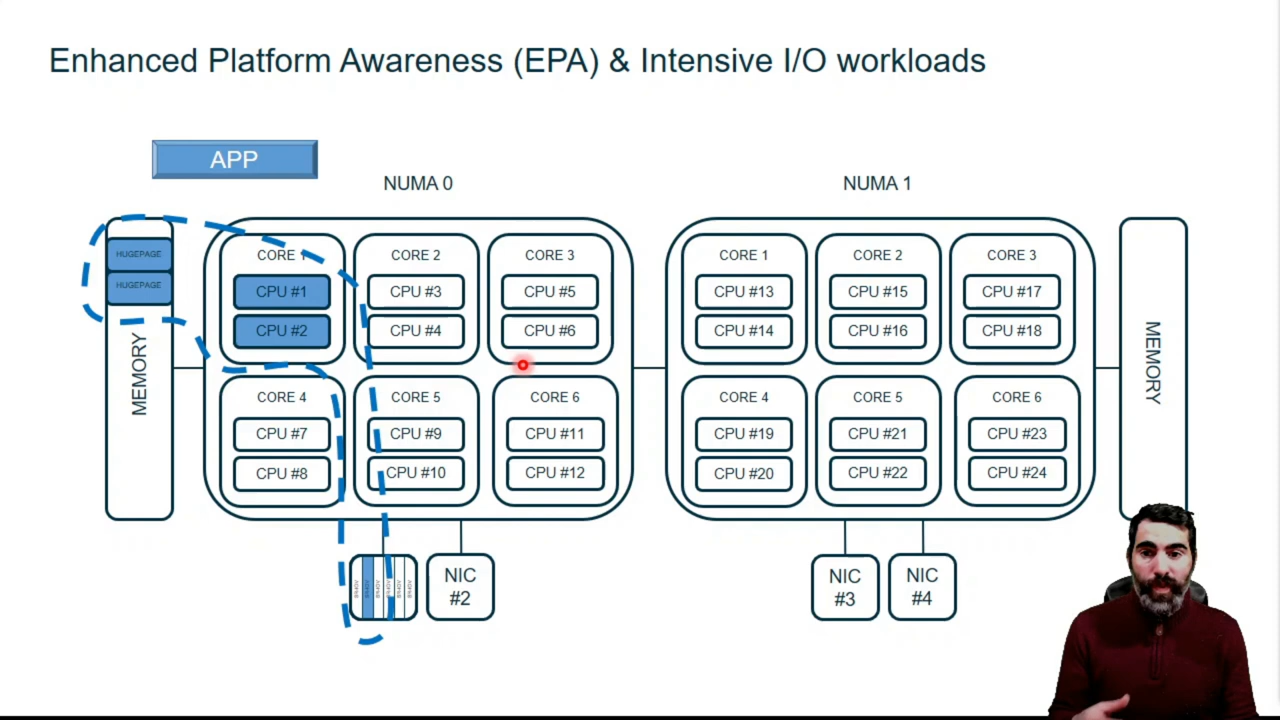 Enhanced Platform Awareness (EPA) & Intensive I/O workloads
APP
NUMA 0
NUMA 1
HUGEPAGE
HUGEPAGE
MEMORY
CORE 1
CPU #1
CPU #2
CORE 2
CPU #3
CPU #4
CORE 3
CPU #5
CPU #6
CORE 4
CPU #7
CPU #8
CORE 5
CPU #9
CPU #10
CORE 6
CPU #11
CPU #12
NIC
#2
CORE 1
CPU #13
CPU #14
CORE 2
CPU #15
CPU #16
CORE 3
CPU #17
CPU #18
CORE 4
CPU #19
CPU #20
CORE 5
CPU #21
CPU #22
CORE 6
CPU #23
CPU #24
MEMORY
NIC
#3
NIC
#4